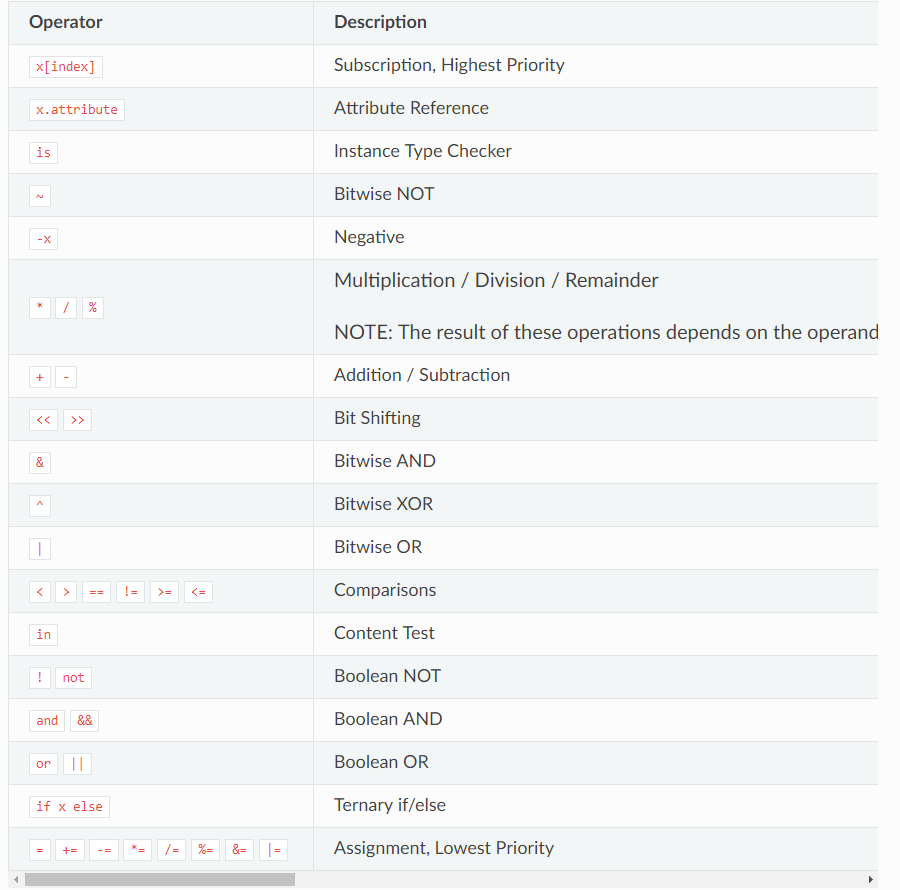 Operator Description
x[index] Subscription, Highest Priority
x.attribute Attribute Reference
is Instance Type Checker
~ Bitwise NOT
-x Negative
* / % Multiplication / Division / Remainder
NOTE: The result of these operations depends on the operand
+ - Addition / Subtraction
<< >> Bit Shifting
& Bitwise AND
^ Bitwise XOR
| Bitwise OR
< > == != >= <= Comparisons
in Content Test
! not Boolean NOT
and && Boolean AND
or || Boolean OR
if x else Ternary if/else
= += -= *= /= %= &= |= Assignment, Lowest Priority